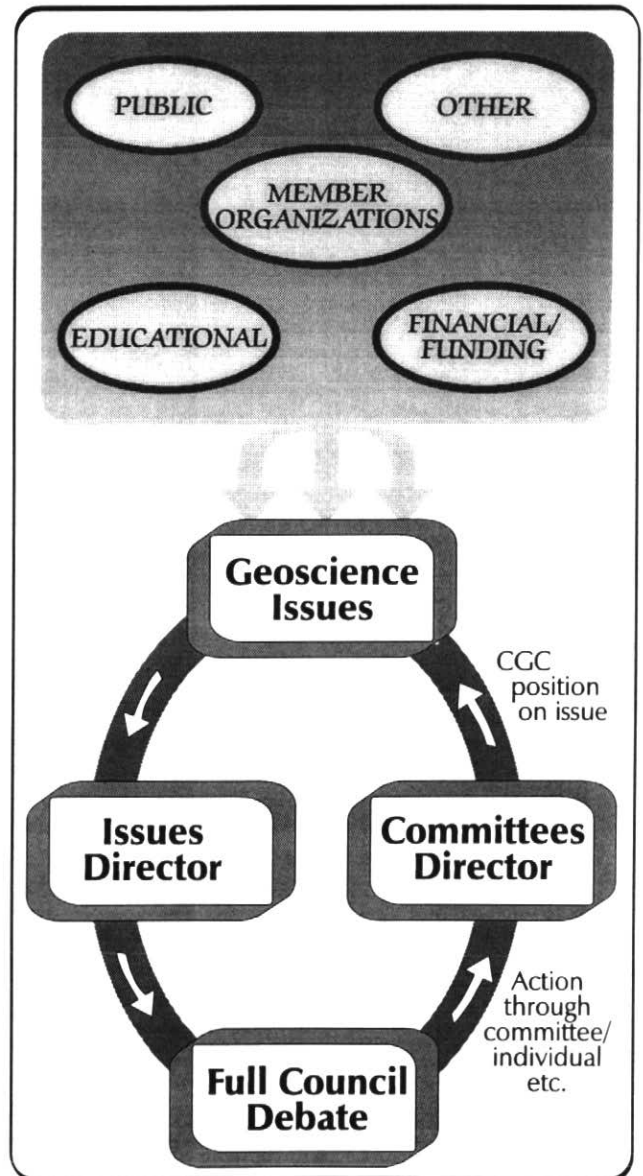 PUBLIC
OTHER
MEMBER
ORGANIZATIONS
EDUCATIONAL
FINANCIAL/
FUNDING
Geoscience
Issues
CGC
position
on issue
Issues
Director
Committees
Director
Action
through
committee/
individual
etc.
Full Council
Debate